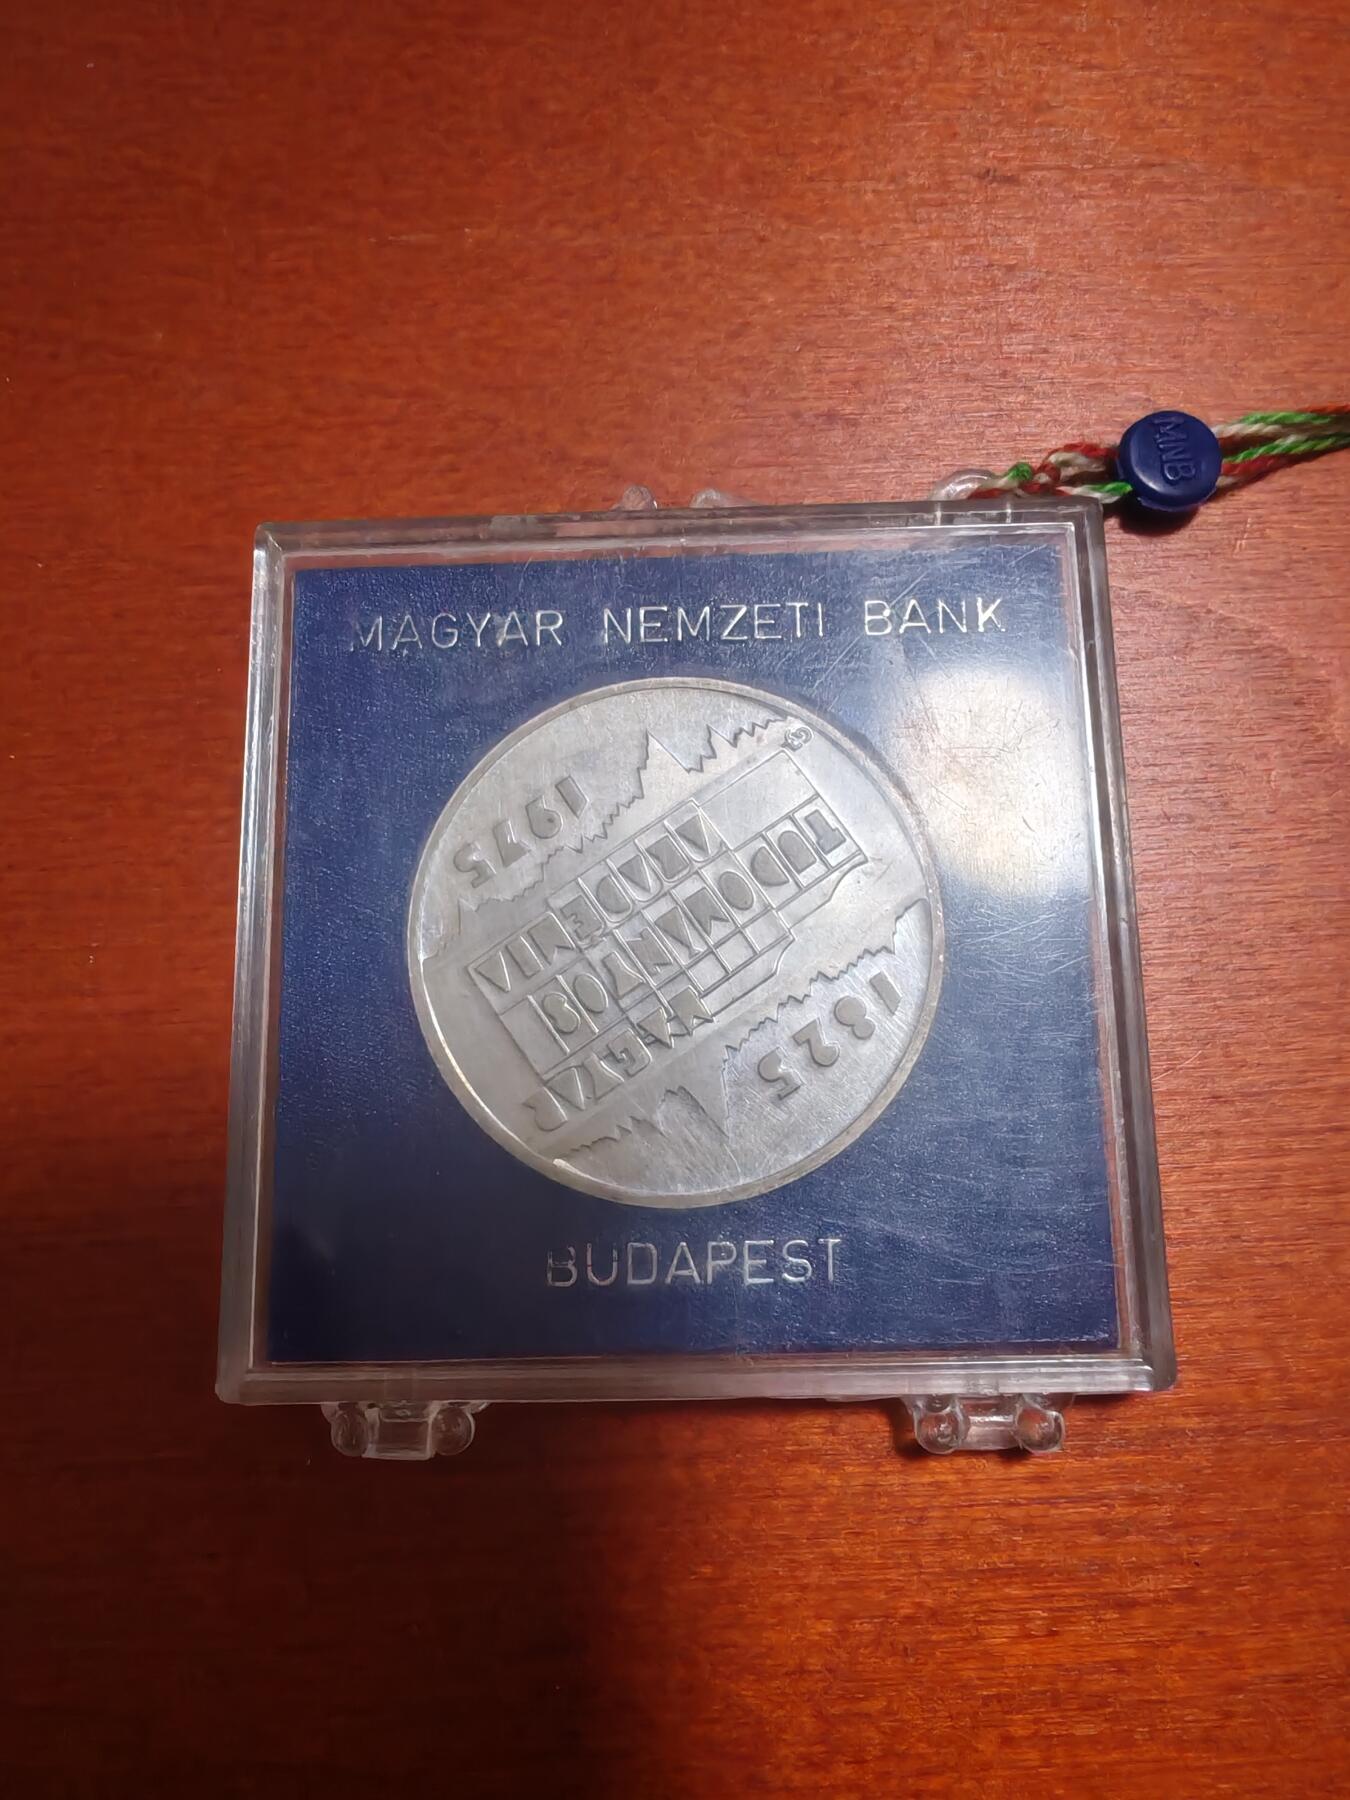 MNB
MAGYAR NEMZETI BANK
1825
MAGYAR
TUDOMÁNYOS
AKADÉMIA
1975
BUDAPEST